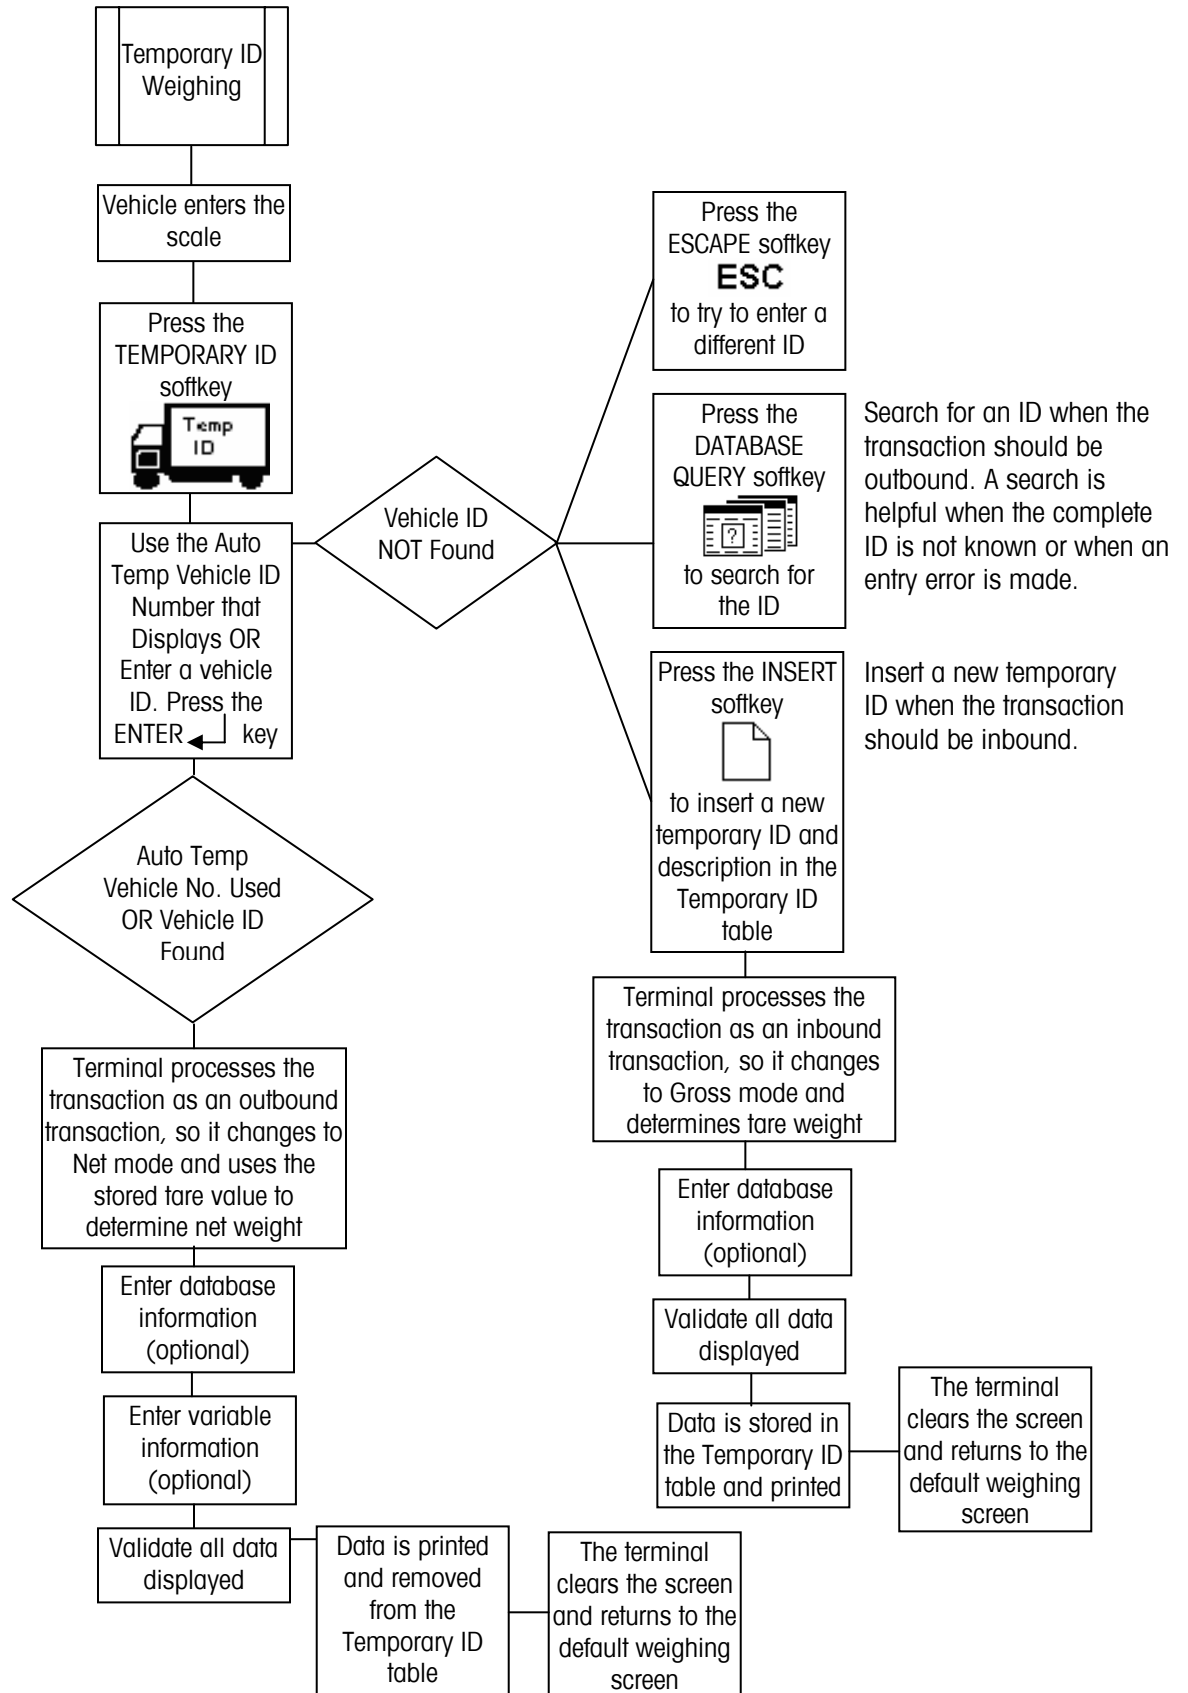 Temporary ID
Weighing
Vehicle enters the
scale
Press the
TEMPORARY ID
softkey
Temp
ID
Use the Auto
Temp Vehicle ID
Number that
Displays OR
Enter a vehicle
ID. Press the
ENTER key
Vehicle ID
NOT Found
Press the
ESCAPE softkey
ESC
to try to enter a
different ID
Press the
DATABASE
QUERY softkey
?
to search for
the ID
Search for an ID when the
transaction should be
outbound. A search is
helpful when the complete
ID is not known or when an
entry error is made.
Press the INSERT
softkey
to insert a new
temporary ID and
description in the
Temporary ID
table
Insert a new temporary
ID when the transaction
should be inbound.
Auto Temp
Vehicle No. Used
OR Vehicle ID
Found
Terminal processes the
transaction as an outbound
transaction, so it changes to
Net mode and uses the
stored tare value to
determine net weight
Enter database
information
(optional)
Enter variable
information
(optional)
Validate all data
displayed
Data is printed
and removed
from the
Temporary ID
table
The terminal
clears the screen
and returns to the
default weighing
screen
Terminal processes the
transaction as an inbound
transaction, so it changes
to Gross mode and
determines tare weight
Enter database
information
(optional)
Validate all data
displayed
Data is stored in
the Temporary ID
table and printed
The terminal
clears the screen
and returns to the
default weighing
screen